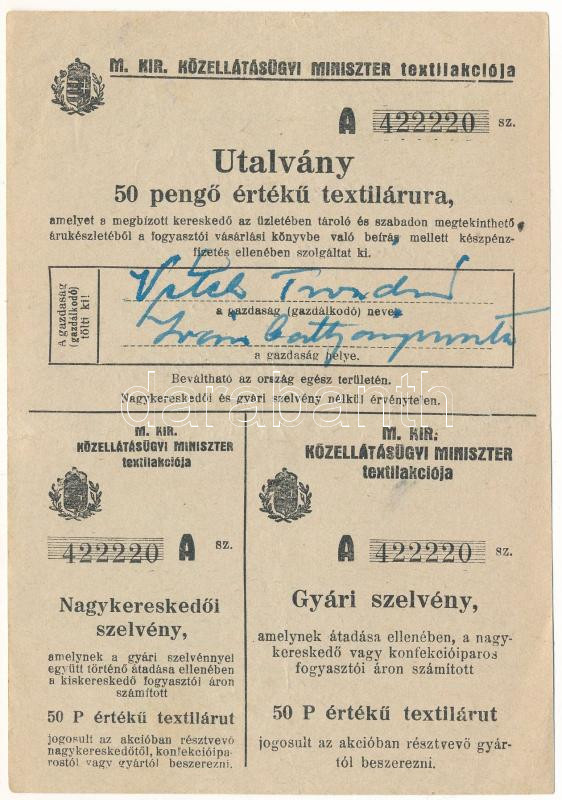 M. KIR. KÖZELLÁTÁSÜGYI MINISZTER textilakciója
A 422220 sz.
Utalvány
50 pengő értékű textilárura,
amelyet a megbízott kereskedő az üzletében tároló és szabadon megtekinthető
árukészletéből a fogyasztói vásárlási könyvbe való beírás mellett készpénz-
fizetés ellenében szolgáltat ki.
A gazdaság
(gazdálkodó)
tölti ki!
a gazdaság (gazdálkodó) neve.
a gazdaság helye.
Beváltható az ország egész területén.
Nagykereskedői és gyári szelvény nélkül érvénytelen.
darabanth
M. KIR.
KÖZELLÁTÁSÜGYI MINISZTER
textilakciója
422220 A sz.
Nagykereskedői
szelvény,
amelynek a gyári szelvénnyel
együtt történő átadása ellenében
a kiskereskedő fogyasztói áron
számított
50 P értékű textilárut
jogosult az akcióban résztvevő
nagykereskedőtől, konfekcióipa-
rostól vagy gyártól beszerezni.
M. KIR.
KÖZELLÁTÁSÜGYI MINISZTER
textilakciója
A 422220 sz.
Gyári szelvény,
amelynek átadása ellenében, a nagy-
kereskedő vagy konfekcióiparos
fogyasztói áron számított
50 P értékű textilárut
jogosult az akcióban résztvevő gyár-
tól beszerezni.